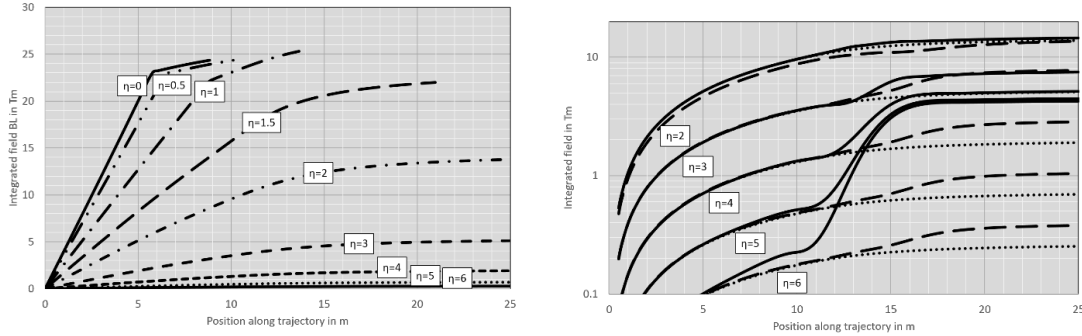 30
25
20
15
10
5
0
Integrated field BL in Tm
η=0
η=0.5
η=1
η=1.5
η=2
η=3
η=4
η=5
η=6
0 5 10 15 20 25
Position along trajectory in m
10
1
0.1
Integrated field in Tm
η=2
η=3
η=4
η=5
η=6
0 5 10 15 20 25
Position along trajectory in m